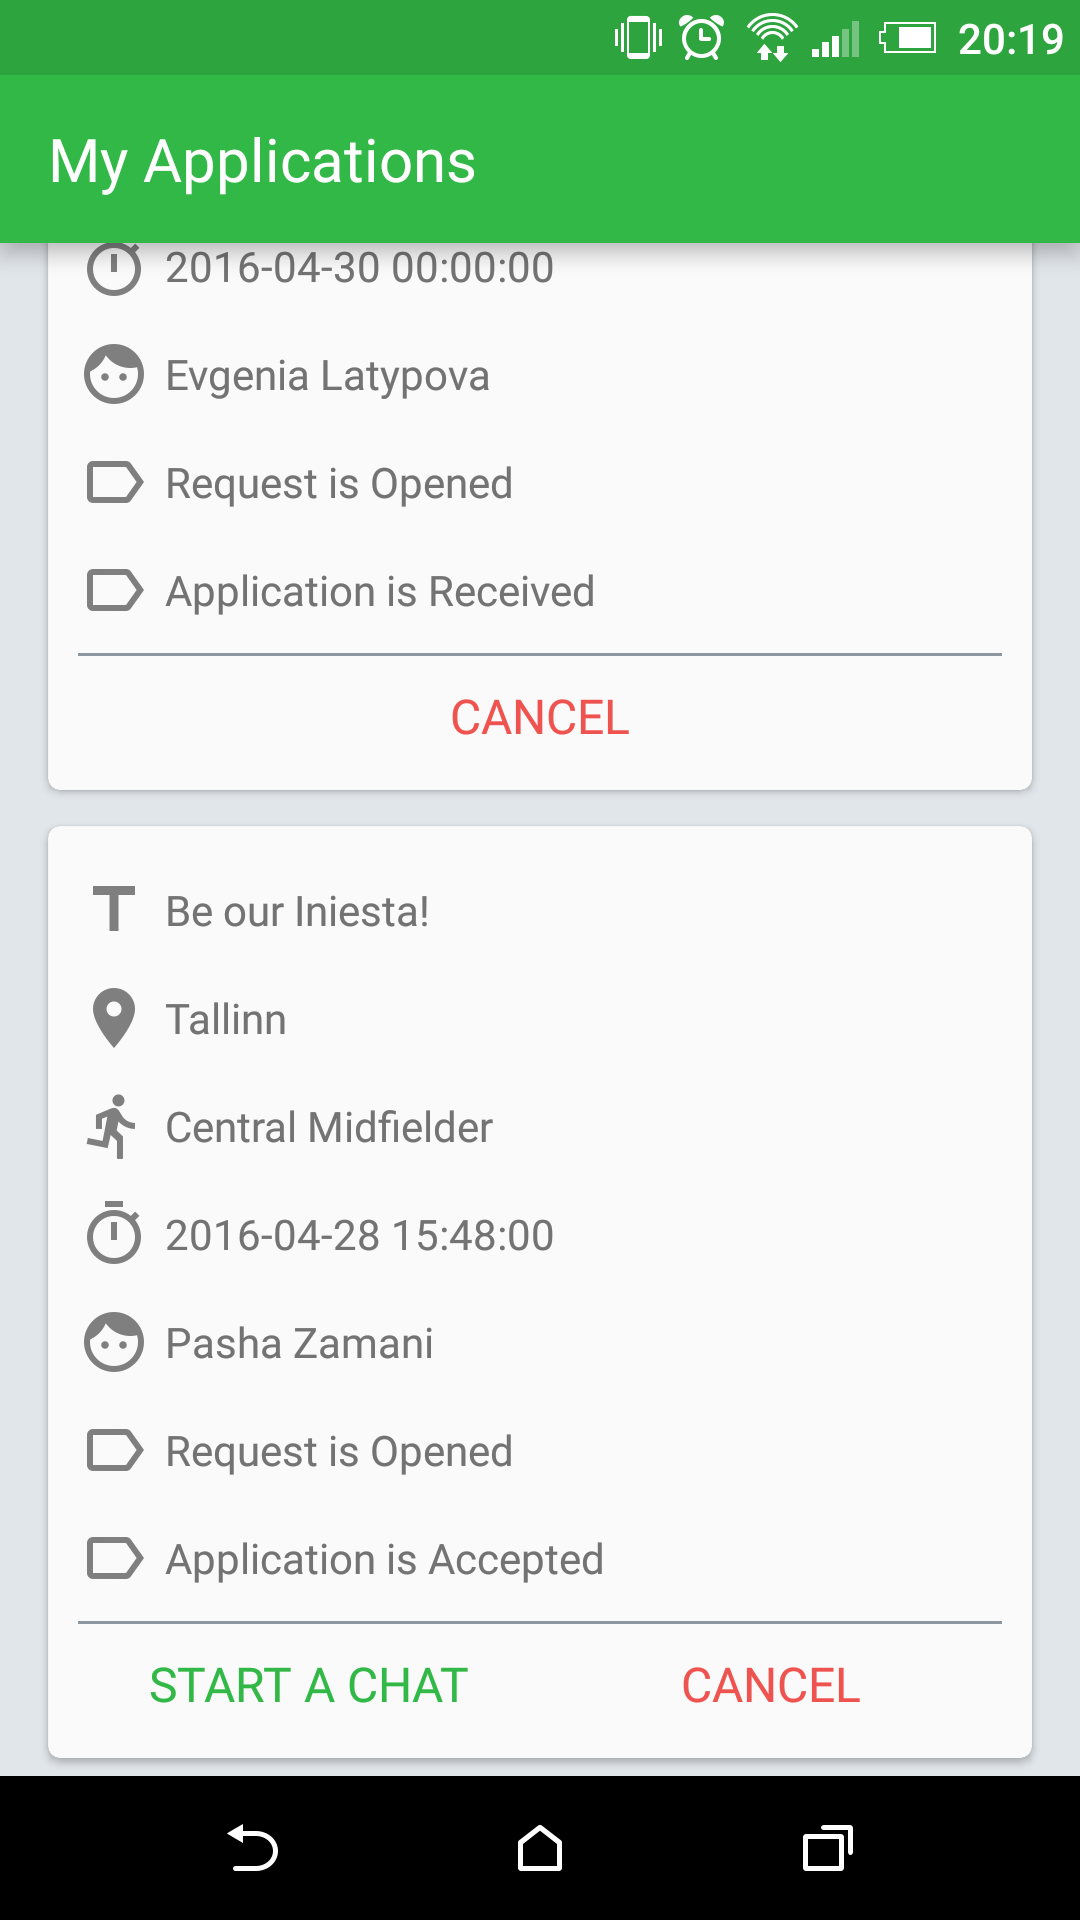 20:19
My Applications
2016-04-30 00:00:00
Evgenia Latypova
Request is Opened
Application is Received
CANCEL
Be our Iniesta!
Tallinn
Central Midfielder
2016-04-28 15:48:00
Pasha Zamani
Request is Opened
Application is Accepted
START A CHAT CANCEL